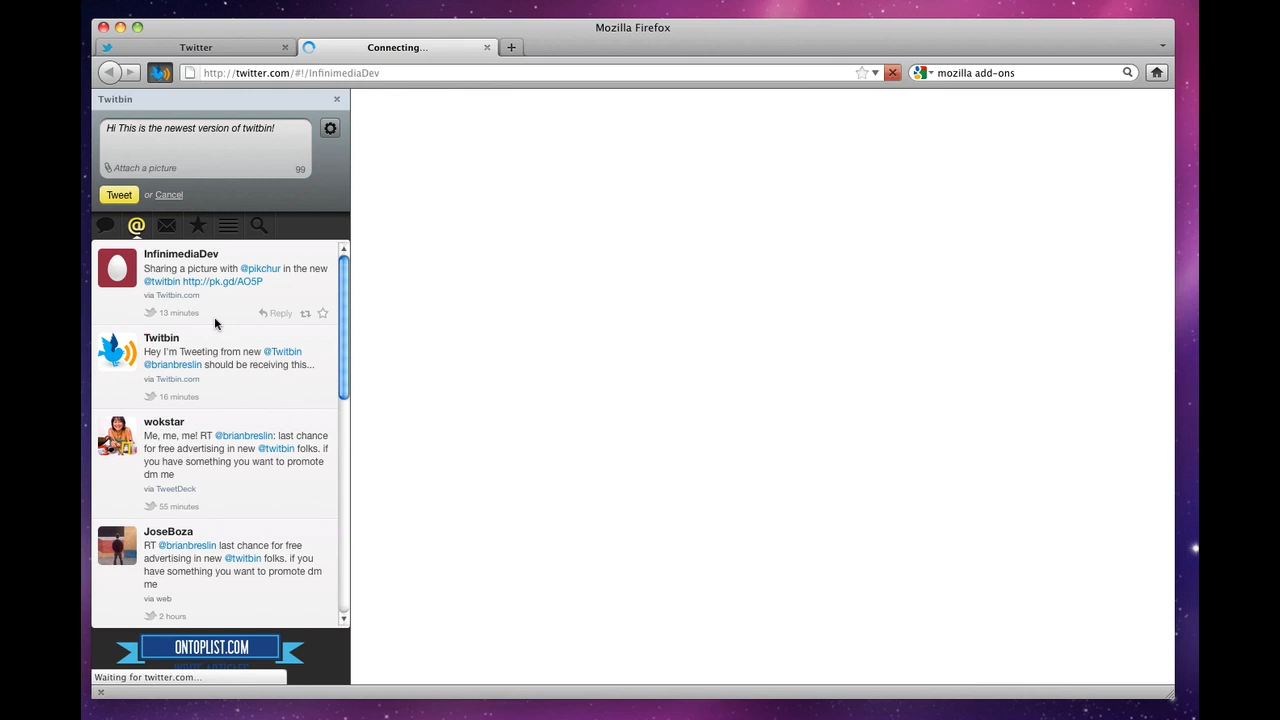 Mozilla Firefox
Twitter
Connecting...
http://twitter.com/#!/InfinimediaDev
mozilla add-ons
Twitbin
Hi This is the newest version of twitbin!
Attach a picture
99
Tweet or Cancel
@
InfinimediaDev
Sharing a picture with @pikchur in the new
@twitbin http://pk.gd/AO5P
via Twitbin.com
13 minutes
Reply
Twitbin
Hey I'm Tweeting from new @Twitbin
@brianbreslin should be receiving this...
via Twitbin.com
16 minutes
wokstar
Me, me, me! RT @brianbreslin: last chance
for free advertising in new @twitbin folks. if
you have something you want to promote
dm me
via TweetDeck
55 minutes
JoseBoza
RT @brianbreslin last chance for free
advertising in new @twitbin folks. if you
have something you want to promote dm
me
via web
2 hours
ONTOPLIST.COM
Waiting for twitter.com...